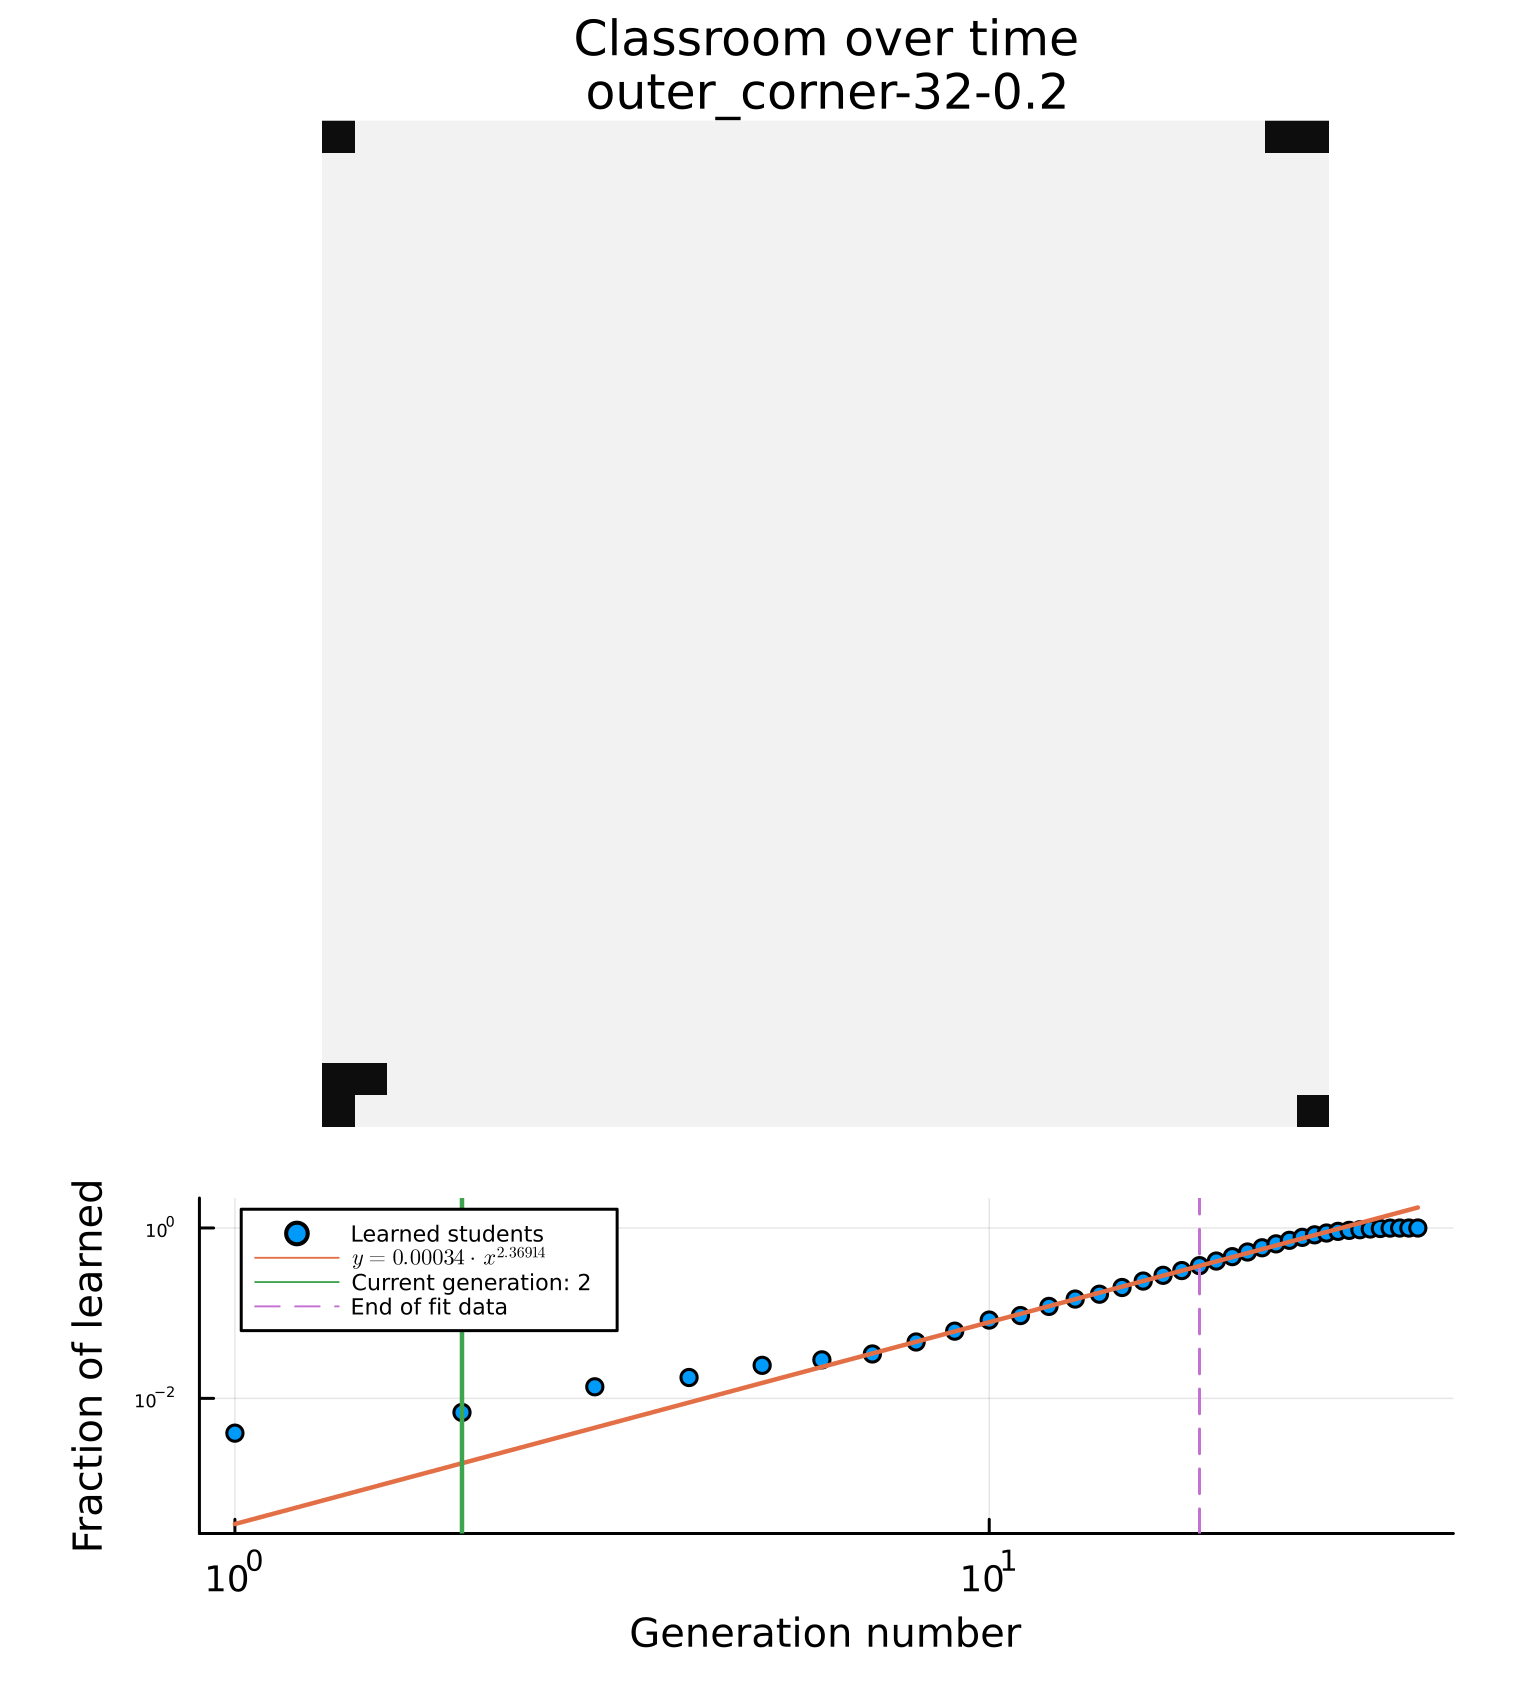 Classroom over time
outer_corner-32-0.2
Fraction of learned
10^0
10^−2
Learned students
y = 0.00034 · x^2.36914
Current generation: 2
End of fit data
10^0
10^1
Generation number